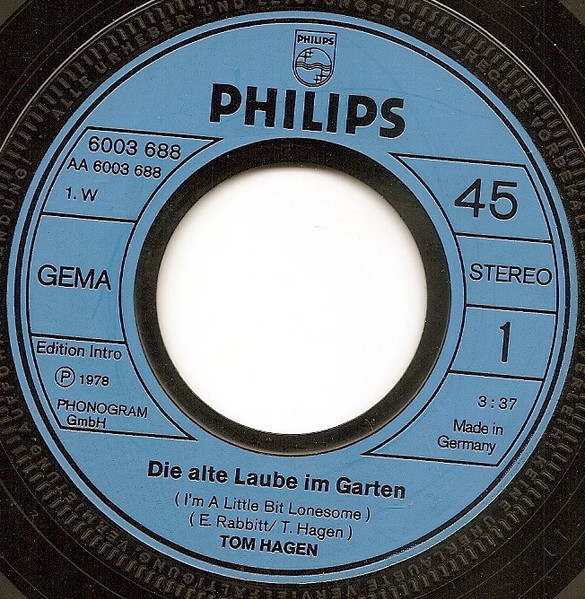 PHILIPS
PHILIPS
6003 688
AA 6003 688
1. W
GEMA
Edition Intro
Ⓟ 1978
PHONOGRAM
GmbH
45
STEREO
1
3:37
Made in
Germany
Die alte Laube im Garten
( I'm A Little Bit Lonesome )
( E. Rabbitt/ T. Hagen )
TOM HAGEN